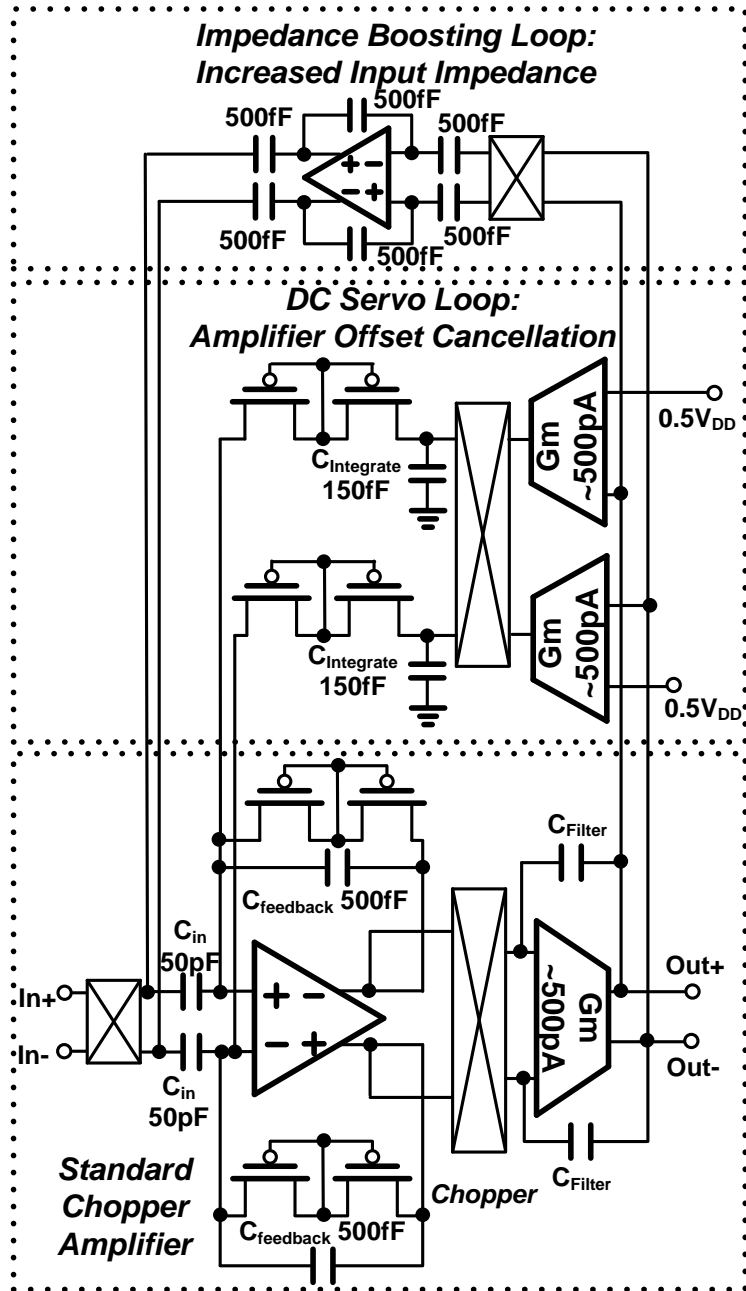 Impedance Boosting Loop:
Increased Input Impedance
500fF
500fF
500fF
+ -
- +
500fF
500fF
500fF
DC Servo Loop:
Amplifier Offset Cancellation
Gm
~500pA
0.5VDD
CIntegrate
150fF
Gm
~500pA
CIntegrate
150fF
0.5VDD
CFilter
Cfeedback 500fF
Cin
50pF
In+
+ -
- +
Gm
~500pA
Out+
In-
Out-
Cin
50pF
CFilter
Standard
Chopper
Amplifier
Chopper
Cfeedback 500fF